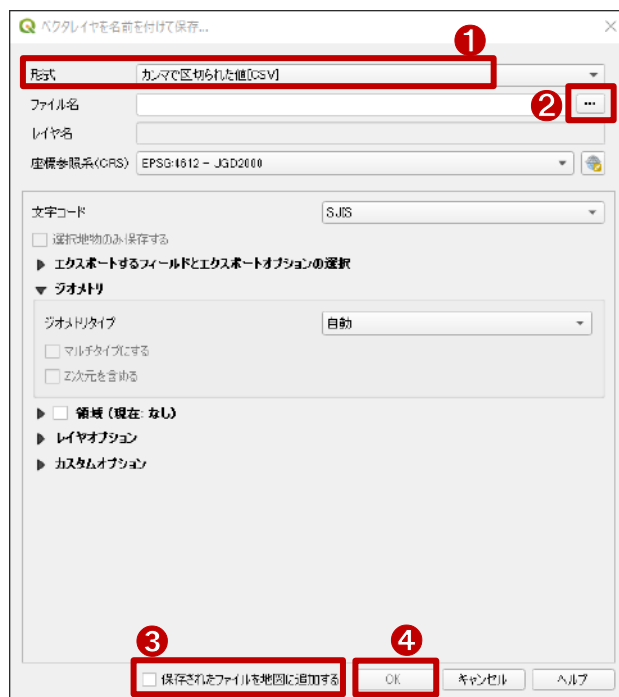 ベクタレイヤを名前を付けて保存...
1
形式 カンマで区切られた値[CSV]
ファイル名 ...
2
レイヤ名
座標参照系(CRS) EPSG:4612 - JGD2000
文字コード SJIS
選択地物のみ保存する
エクスポートするフィールドとエクスポートオプションの選択
ジオメトリ
ジオメトリタイプ 自動
マルチタイプにする
Z次元を含める
領域 (現在: なし)
レイヤオプション
カスタムオプション
3 4
保存されたファイルを地図に追加する OK キャンセル ヘルプ